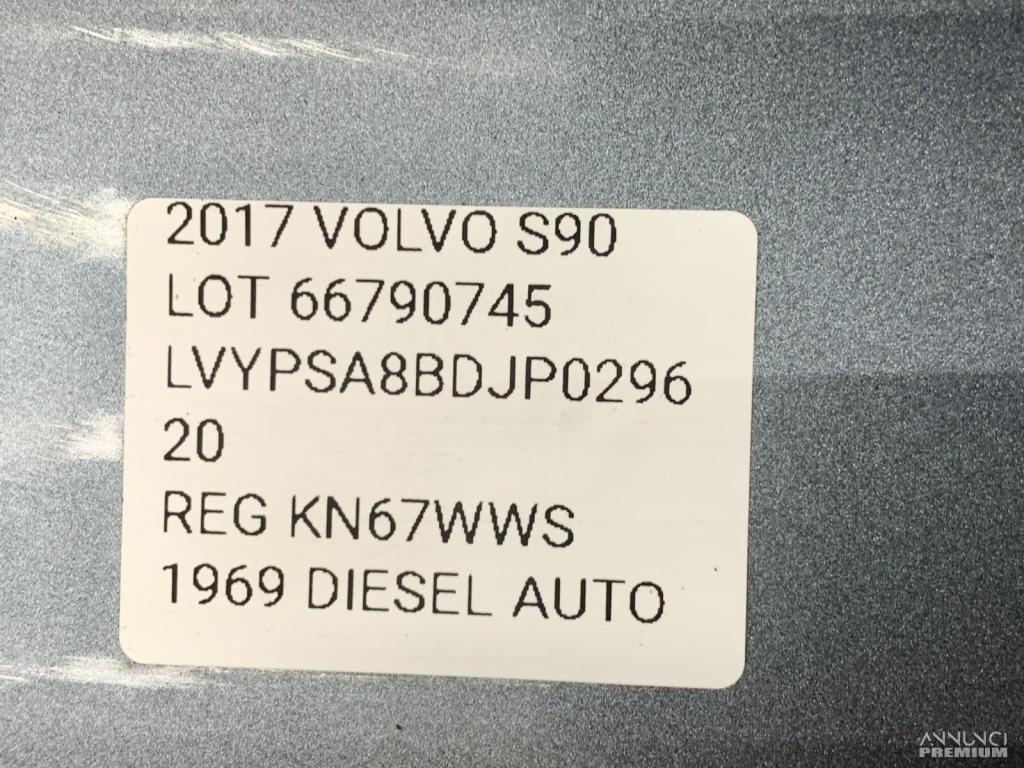 2017 VOLVO S90
LOT 66790745
LVYPSA8BDJP0296
20
REG KN67WWS
1969 DIESEL AUTO
ANNUNCI
PREMIUM